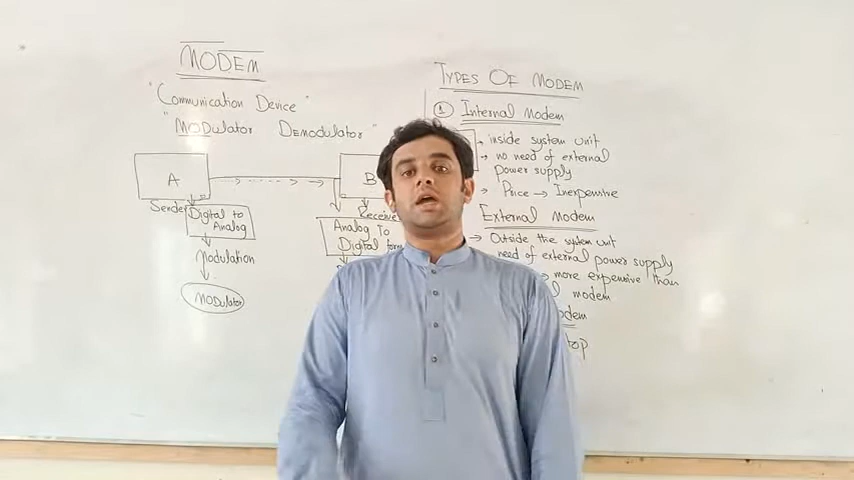 MODEM
"Communication Device"
"MODulator DEModulator"
A
B
Sender
Receive
Digital to
Analog
Analog To
Digital form
Modulation
MODulator
TYPES OF MODEM
1 Internal Modem
→ inside system unit
→ no need of external
power supply
→ Price → Inexpensive
External Modem
→ Outside the system unit
need of external power supply
→ more expensive than
modem